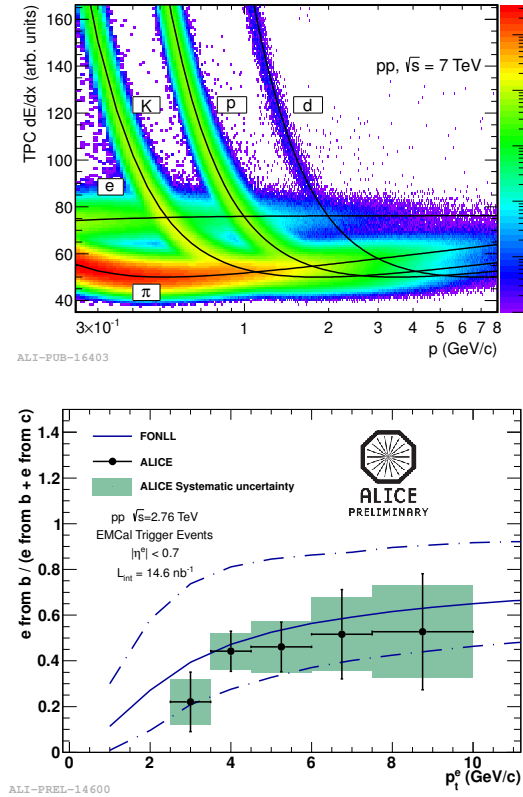 160
140
120
100
80
60
40
TPC dE/dx (arb. units)
pp, √s = 7 TeV
K
p
d
e
π
3×10⁻¹ 1 2 3 4 5 6 7 8
p (GeV/c)
ALI-PUB-16403
1.4
1.2
1
0.8
0.6
0.4
0.2
0
e from b / (e from b + e from c)
FONLL
ALICE
ALICE Systematic uncertainty
pp √s=2.76 TeV
EMCal Trigger Events
|ηᵉ| < 0.7
L_int = 14.6 nb⁻¹
ALICE
PRELIMINARY
0 2 4 6 8 10
p_t^e (GeV/c)
ALI-PREL-14600